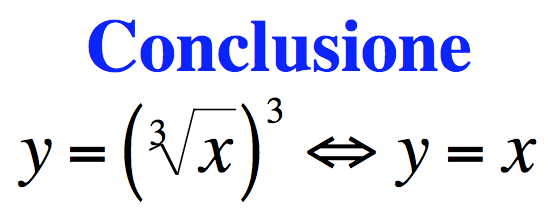 Conclusione
y = (∛x)³ ⇔ y = x